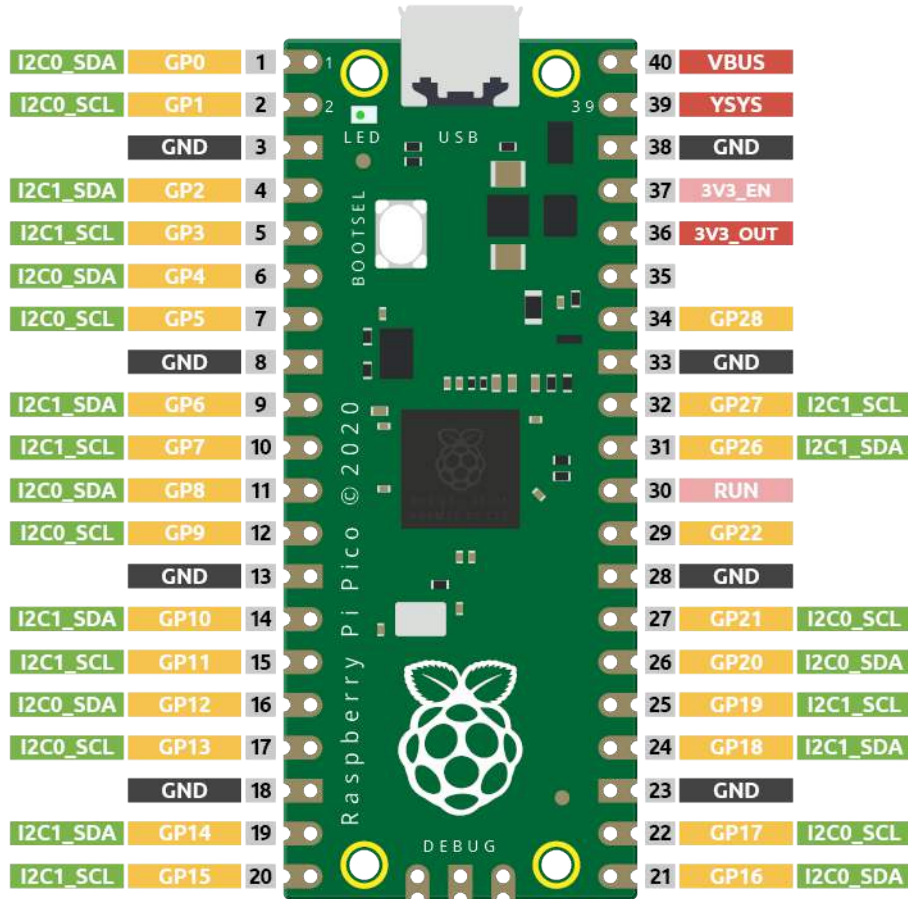 I2C0_SDA GP0 1 1 40 VBUS
I2C0_SCL GP1 2 2 39 39 YSYS
GND 3 LED USB 38 GND
I2C1_SDA GP2 4 37 3V3_EN
I2C1_SCL GP3 5 36 3V3_OUT
BOOTSEL
I2C0_SDA GP4 6 35
I2C0_SCL GP5 7 34 GP28
GND 8 33 GND
I2C1_SDA GP6 9 32 GP27 I2C1_SCL
I2C1_SCL GP7 10 31 GP26 I2C1_SDA
I2C0_SDA GP8 11 30 RUN
I2C0_SCL GP9 12 29 GP22
GND 13 28 GND
Raspberry Pi Pico ©2020
I2C1_SDA GP10 14 27 GP21 I2C0_SCL
I2C1_SCL GP11 15 26 GP20 I2C0_SDA
I2C0_SDA GP12 16 25 GP19 I2C1_SCL
I2C0_SCL GP13 17 24 GP18 I2C1_SDA
GND 18 23 GND
I2C1_SDA GP14 19 22 GP17 I2C0_SCL
DEBUG
I2C1_SCL GP15 20 21 GP16 I2C0_SDA